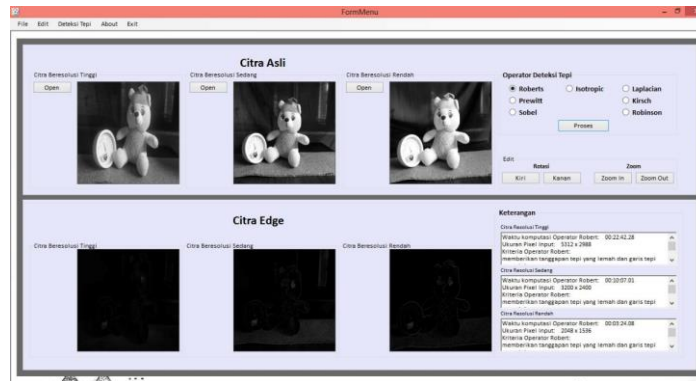 FormMenu
File Edit Deteksi Tepi About Exit
Citra Asli
Citra Beresolusi Tinggi
Open
Citra Beresolusi Sedang
Open
Citra Beresolusi Rendah
Open
Operator Deteksi Tepi
Roberts Isotropic Laplacian
Prewitt Kirsch
Sobel Robinson
Proses
Edit
Rotasi Zoom
Kiri Kanan Zoom In Zoom Out
Citra Edge
Citra Beresolusi Tinggi
Citra Beresolusi Sedang
Citra Beresolusi Rendah
Keterangan
Citra Resolusi Tinggi
Waktu komputasi Operator Robert: 00:22:42.28
Ukuran Pixel Input: 5312 x 2988
Kriteria Operator Robert:
memberikan tanggapan tepi yang lemah dan garis tepi
Citra Resolusi Sedang
Waktu komputasi Operator Robert: 00:10:07.01
Ukuran Pixel Input: 3200 x 2400
Kriteria Operator Robert:
memberikan tanggapan tepi yang lemah dan garis tepi
Citra Resolusi Rendah
Waktu komputasi Operator Robert: 00:03:24.08
Ukuran Pixel Input: 2048 x 1536
Kriteria Operator Robert:
memberikan tanggapan tepi yang lemah dan garis tepi